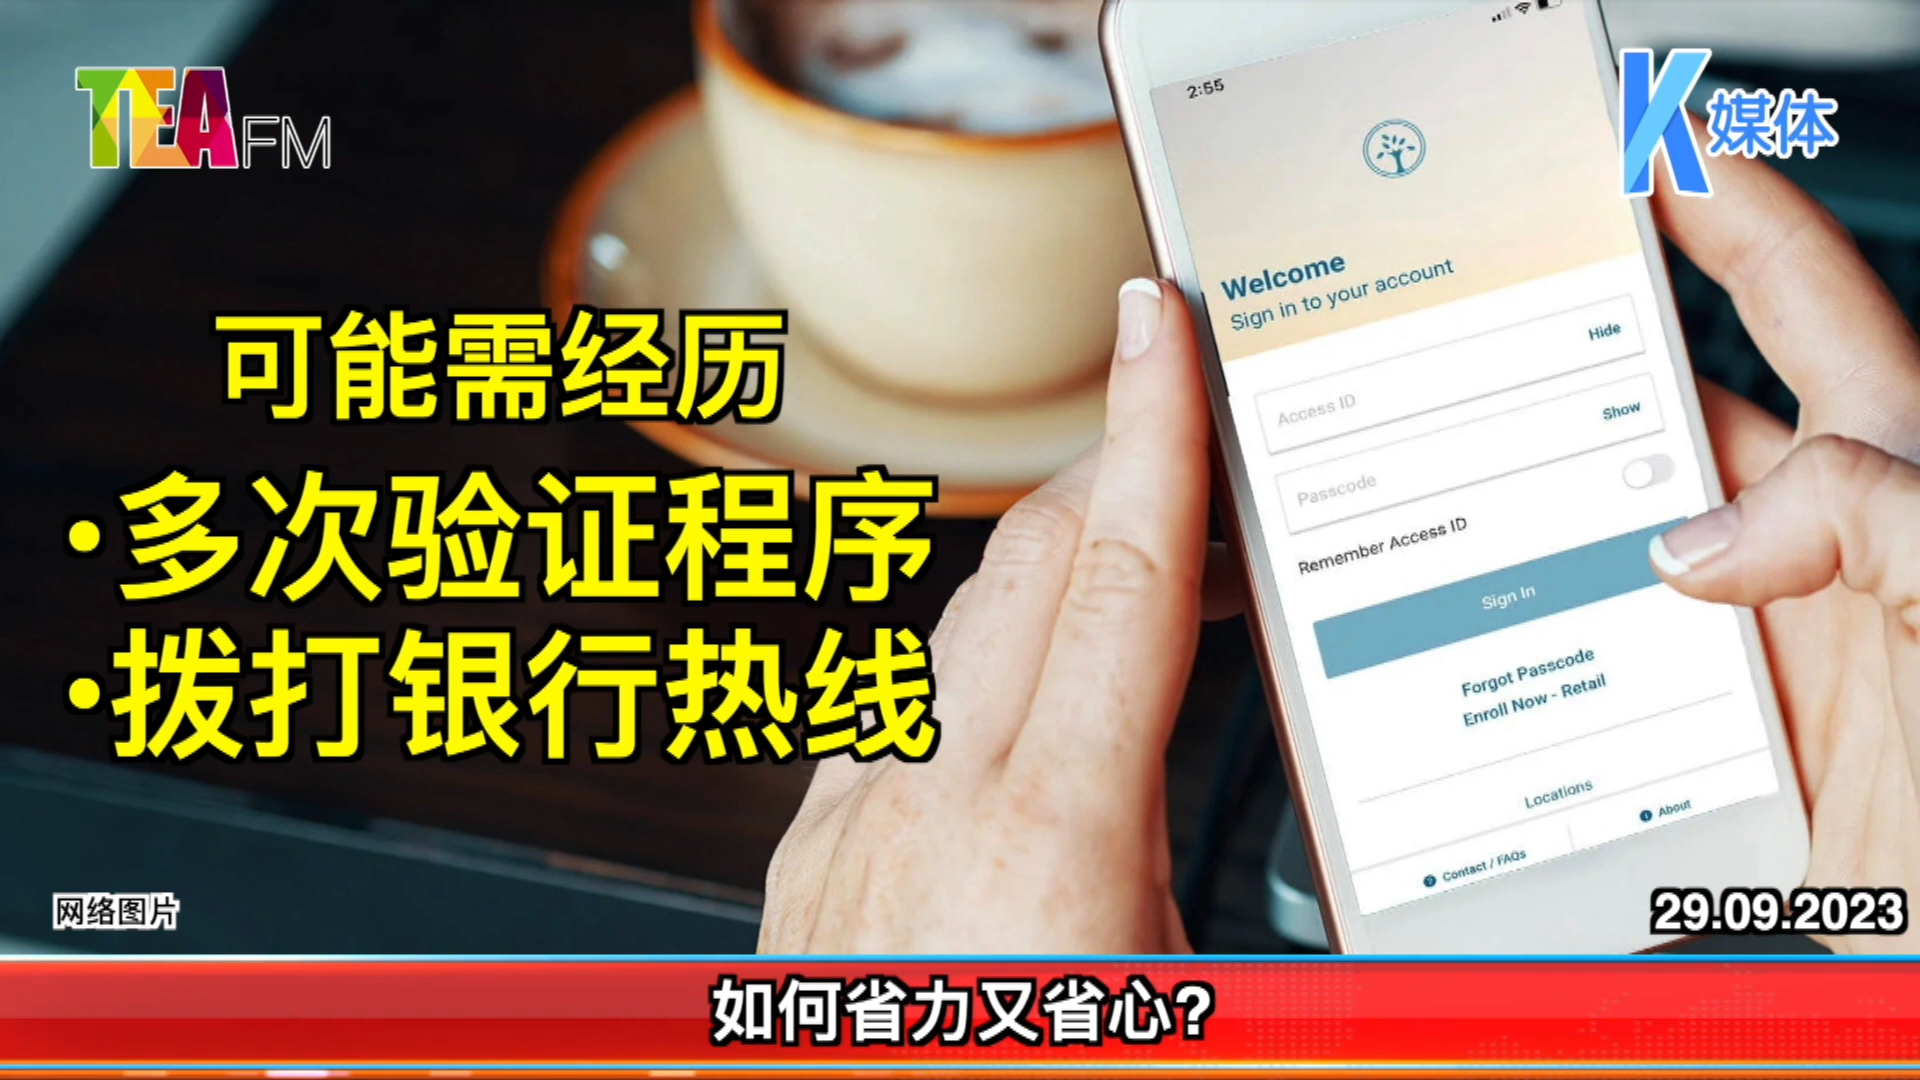 TEA FM
K媒体
可能需经历
•多次验证程序
•拨打银行热线
2:55
Welcome
Sign in to your account
Access ID
Hide
Passcode
Show
Remember Access ID
Sign In
Forgot Passcode
Enroll Now - Retail
Locations
Contact / FAQs
About
网络图片
29.09.2023
如何省力又省心?